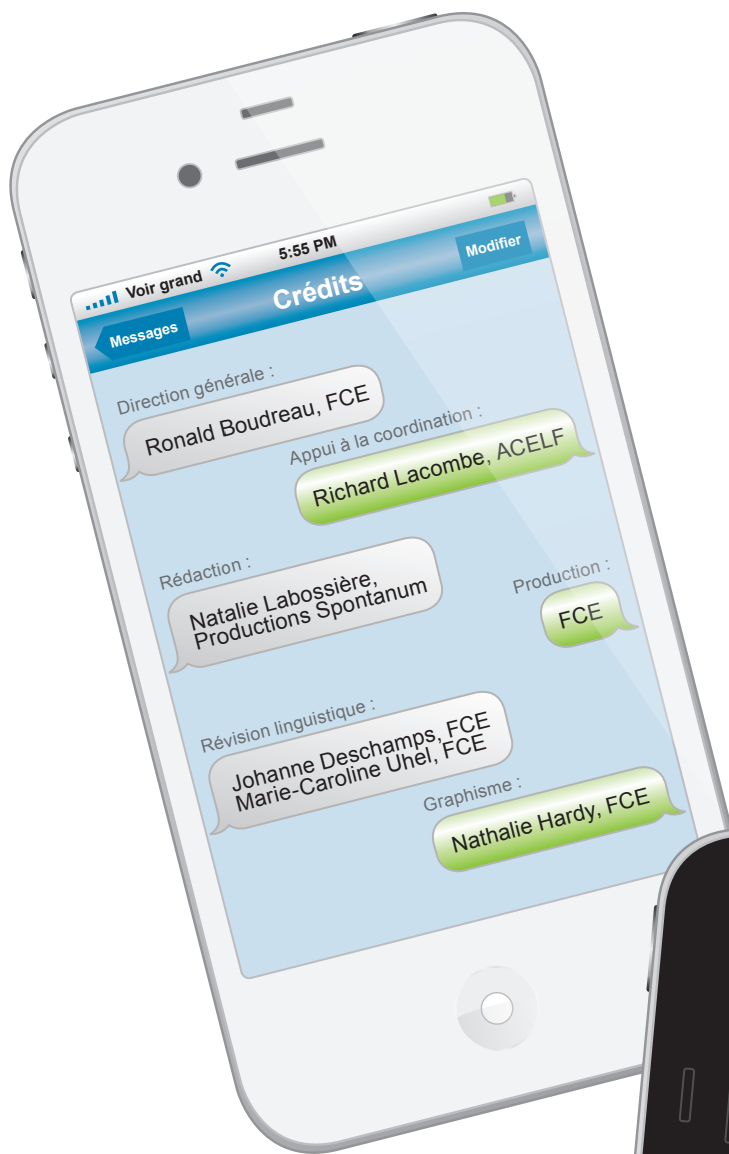 Voir grand
5:55 PM
Messages
Crédits
Modifier
Direction générale :
Ronald Boudreau, FCE
Appui à la coordination :
Richard Lacombe, ACELF
Rédaction :
Natalie Labossière,
Productions Spontanum
Production :
FCE
Révision linguistique :
Johanne Deschamps, FCE
Marie-Caroline Uhel, FCE
Graphisme :
Nathalie Hardy, FCE